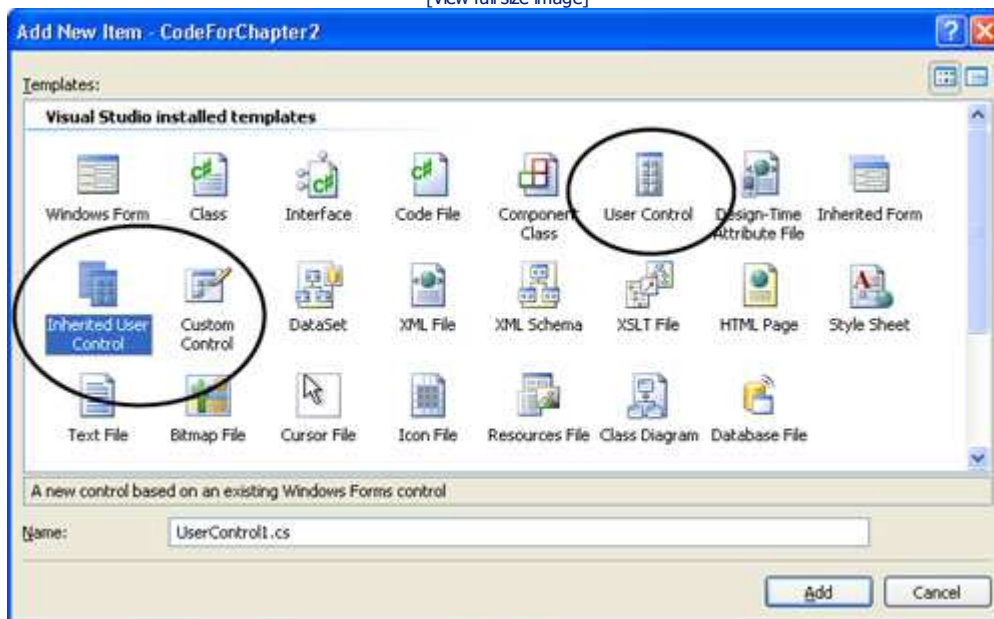 [View full size image]
Add New Item - CodeForChapter2
Templates:
Visual Studio installed templates
Windows Form
Class
Interface
Code File
Component
Class
User Control
Design-Time
Attribute File
Inherited Form
Inherited User
Control
Custom
Control
DataSet
XML File
XML Schema
XSLT File
HTML Page
Style Sheet
Text File
Bitmap File
Cursor File
Icon File
Resources File
Class Diagram
Database File
A new control based on an existing Windows Forms control
Name:
UserControl1.cs
Add
Cancel